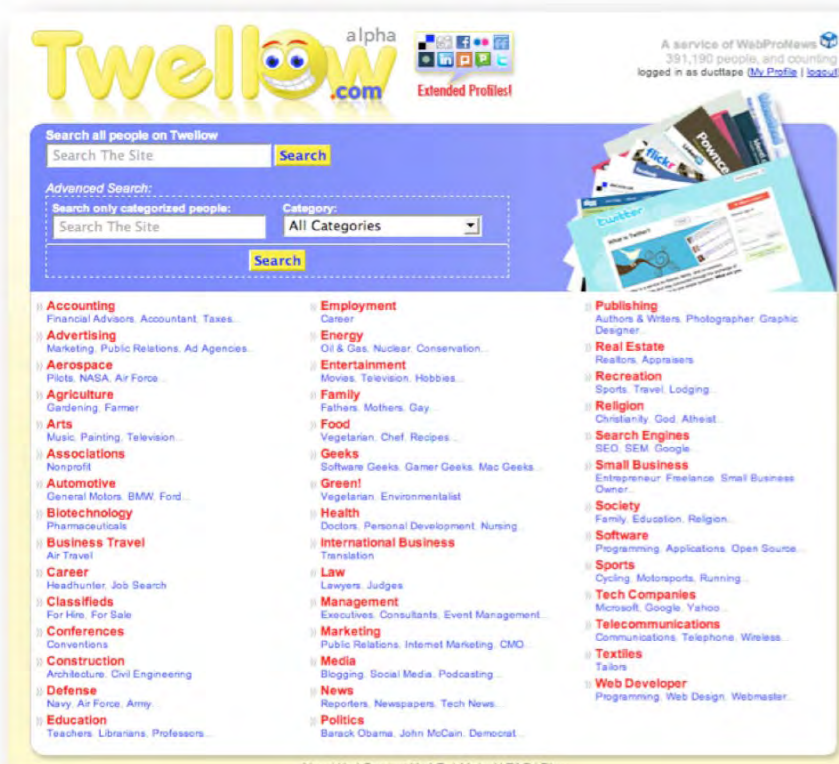 Twellow
alpha
.com
Extended Profiles!
A service of WebProNews
391,190 people, and counting
logged in as ducttape (My Profile | logout
Search all people on Twellow
Search The Site
Search
Advanced Search:
Search only categorized people:
Category:
Search The Site
All Categories
Search
Pownce
flickr
twitter
What is Twitter?
Accounting
Financial Advisors, Accountant, Taxes...
Advertising
Marketing, Public Relations, Ad Agencies...
Aerospace
Pilots, NASA, Air Force...
Agriculture
Gardening, Farmer
Arts
Music, Painting, Television...
Associations
Nonprofit
Automotive
General Motors, BMW, Ford...
Biotechnology
Pharmaceuticals
Business Travel
Air Travel
Career
Headhunter, Job Search
Classifieds
For Hire, For Sale
Conferences
Conventions
Construction
Architecture, Civil Engineering
Defense
Navy, Air Force, Army...
Education
Teachers, Librarians, Professors...
Employment
Career
Energy
Oil & Gas, Nuclear, Conservation...
Entertainment
Movies, Television, Hobbies...
Family
Fathers, Mothers, Gay...
Food
Vegetarian, Chef, Recipes...
Geeks
Software Geeks, Gamer Geeks, Mac Geeks...
Green!
Vegetarian, Environmentalist
Health
Doctors, Personal Development, Nursing...
International Business
Translation
Law
Lawyers, Judges
Management
Executives, Consultants, Event Management...
Marketing
Public Relations, Internet Marketing, CMO...
Media
Blogging, Social Media, Podcasting...
News
Reporters, Newspapers, Tech News...
Politics
Barack Obama, John McCain, Democrat...
Publishing
Authors & Writers, Photographer, Graphic
Designer...
Real Estate
Realtors, Appraisers
Recreation
Sports, Travel, Lodging...
Religion
Christianity, God, Atheist...
Search Engines
SEO, SEM, Google...
Small Business
Entrepreneur, Freelance, Small Business
Owner...
Society
Family, Education, Religion...
Software
Programming, Applications, Open Source...
Sports
Cycling, Motorsports, Running...
Tech Companies
Microsoft, Google, Yahoo...
Telecommunications
Communications, Telephone, Wireless...
Textiles
Tailors
Web Developer
Programming, Web Design, Webmaster...